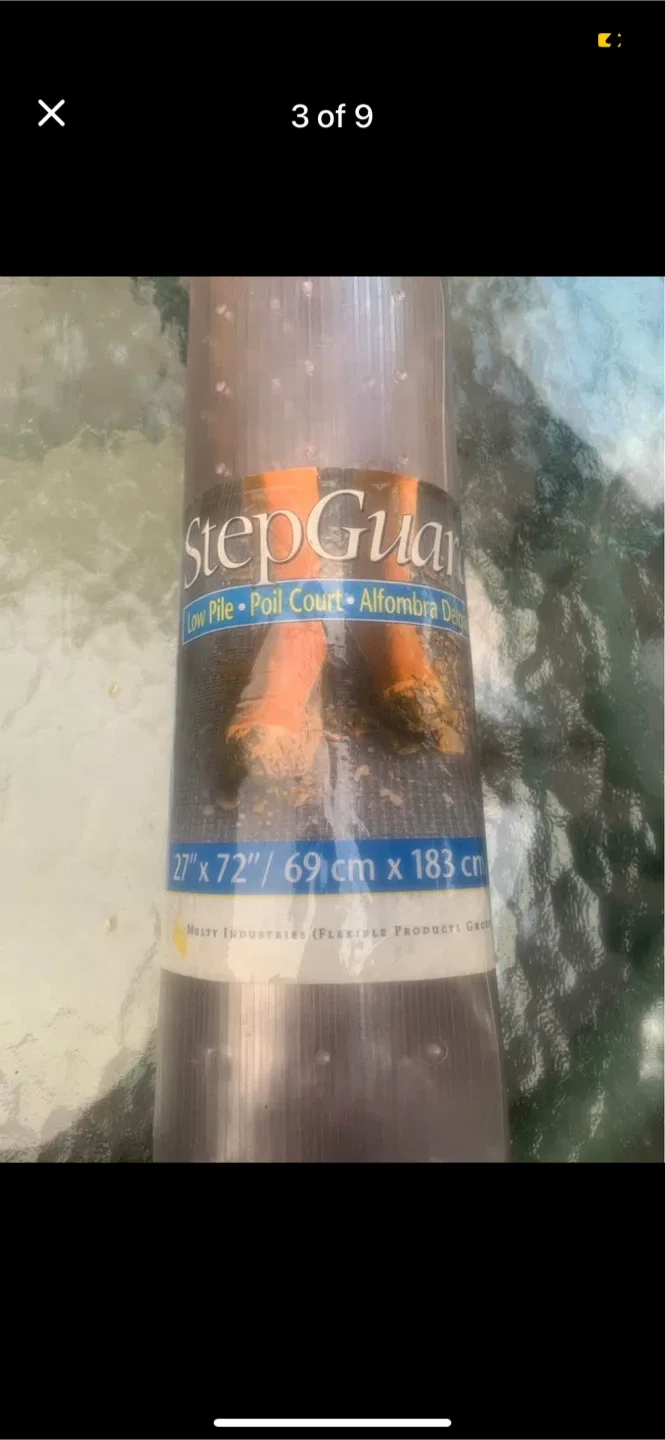 3 of 9
StepGuar
Low Pile • Poil Court • Alfombra
27" x 72" / 69 cm x 183 cm
Multy Industries (Flexible Products